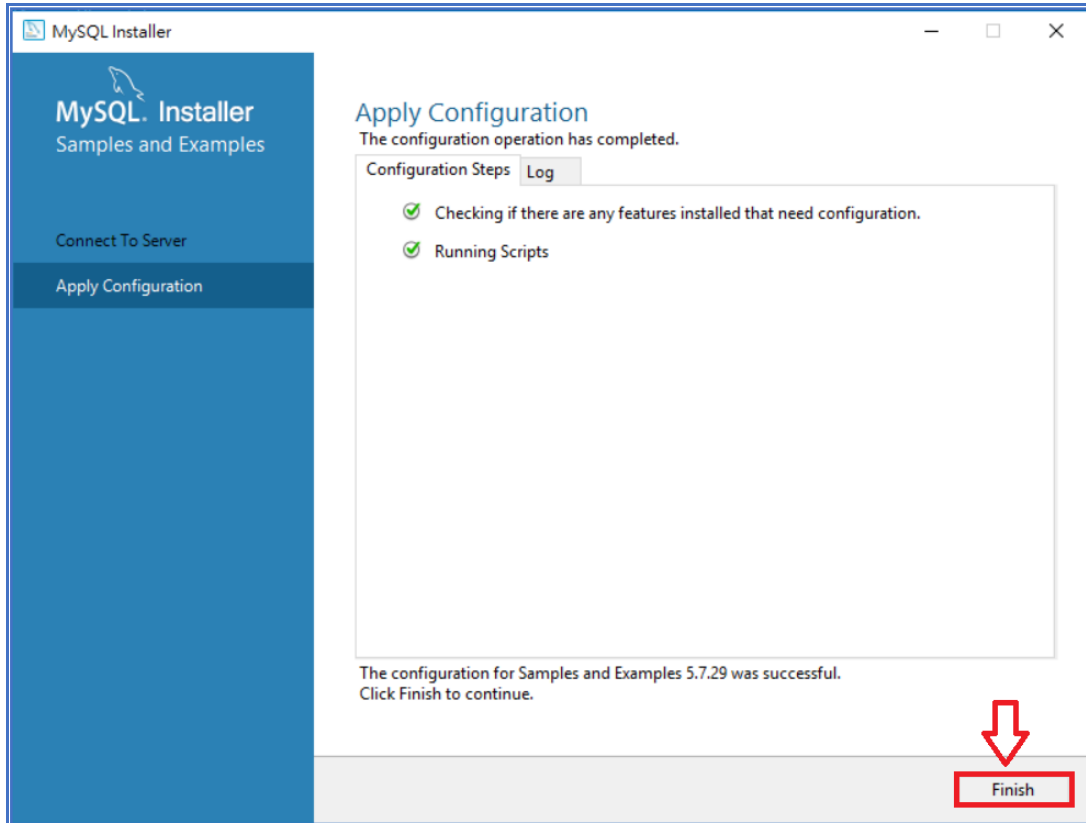 MySQL Installer
MySQL. Installer
Samples and Examples
Connect To Server
Apply Configuration
Apply Configuration
The configuration operation has completed.
Configuration Steps
Log
Checking if there are any features installed that need configuration.
Running Scripts
The configuration for Samples and Examples 5.7.29 was successful.
Click Finish to continue.
Finish